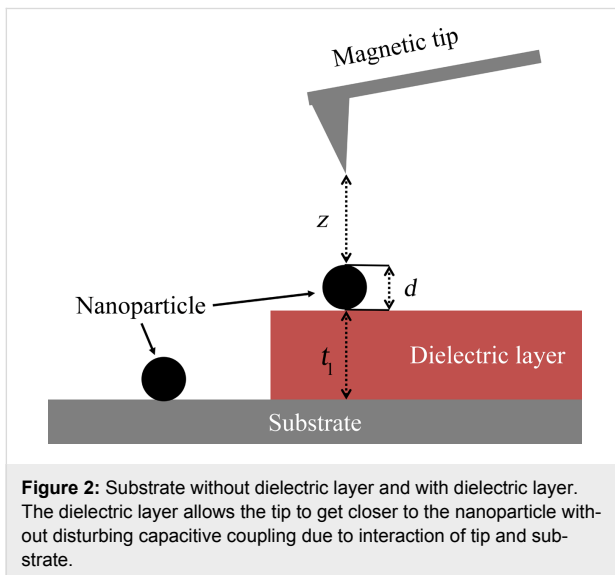 Magnetic tip
z
Nanoparticle
d
t1
Dielectric layer
Substrate
Figure 2: Substrate without dielectric layer and with dielectric layer.
The dielectric layer allows the tip to get closer to the nanoparticle with-
out disturbing capacitive coupling due to interaction of tip and sub-
strate.